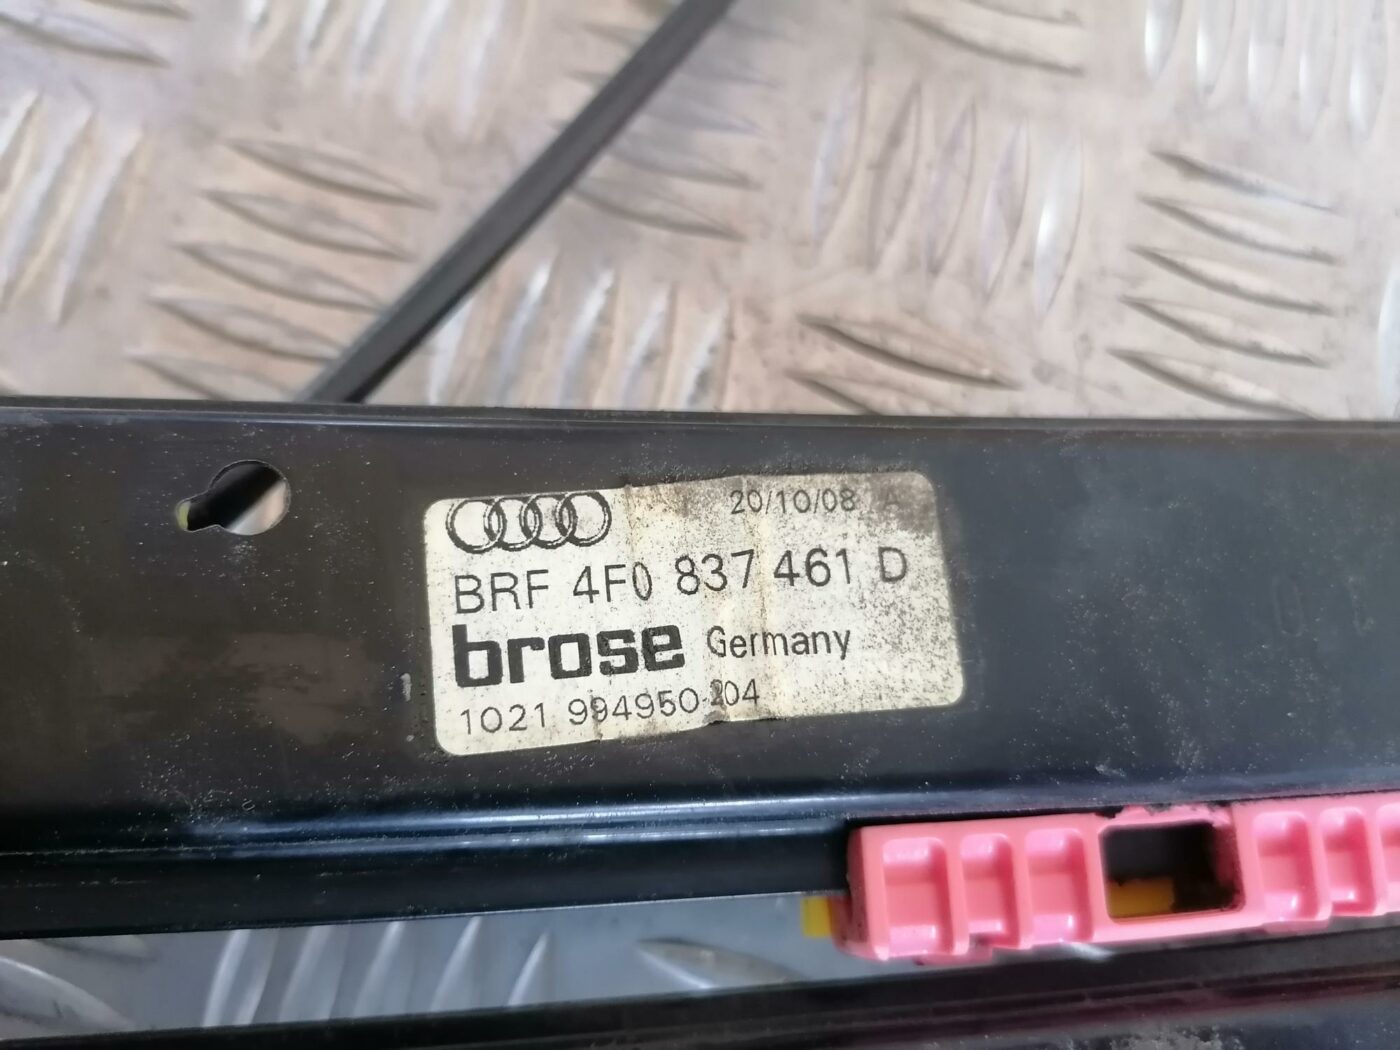 20/10/08 A
BRF 4F0 837 461 D
brose Germany
1021 994950-204